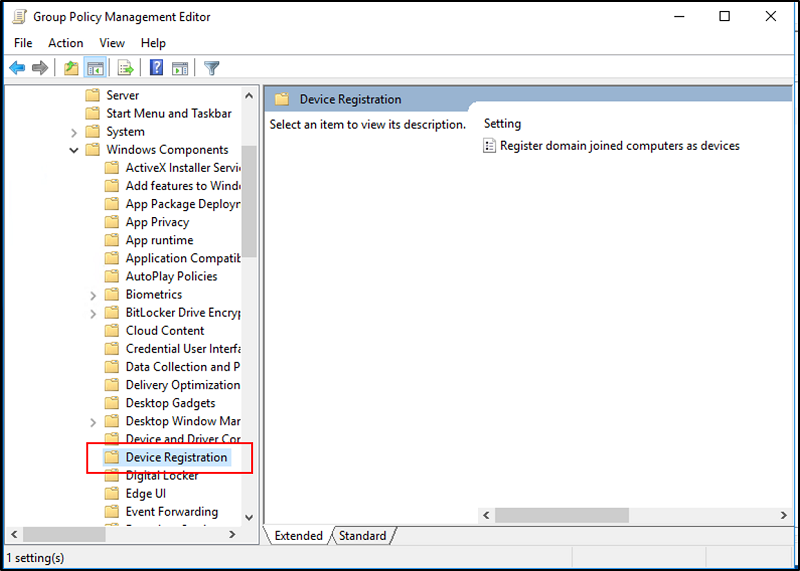 Group Policy Management Editor
File Action View Help
Server
Start Menu and Taskbar
System
Windows Components
ActiveX Installer Servi
Add features to Windo
App Package Deployn
App Privacy
App runtime
Application Compatib
AutoPlay Policies
Biometrics
BitLocker Drive Encryp
Cloud Content
Credential User Interfa
Data Collection and P
Delivery Optimization
Desktop Gadgets
Desktop Window Mar
Device and Driver Cor
Device Registration
Digital Locker
Edge UI
Event Forwarding
Device Registration
Select an item to view its description.
Setting
Register domain joined computers as devices
Extended Standard
1 setting(s)